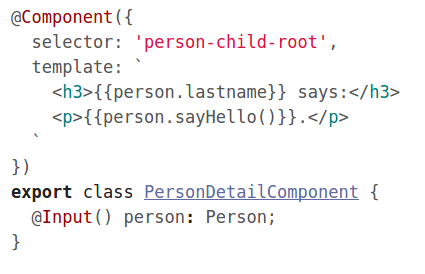 @Component({
  selector: 'person-child-root',
  template: `
    <h3>{{person.lastname}} says:</h3>
    <p>{{person.sayHello()}}.</p>
  `
})
export class PersonDetailComponent {
  @Input() person: Person;
}